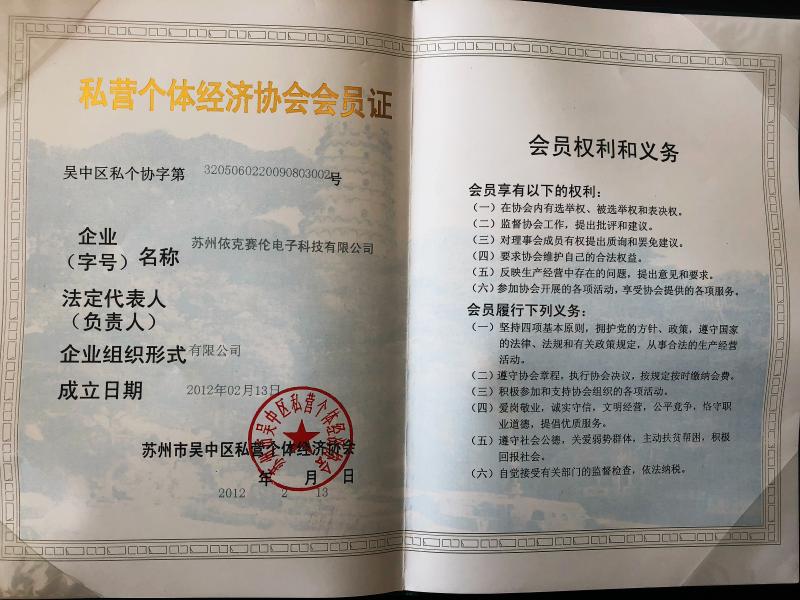 私营个体经济协会会员证
吴中区私个协字第 3205060220090803002号
企业
（字号）名称 苏州依克赛伦电子科技有限公司
法定代表人
（负责人）
企业组织形式 有限公司
成立日期 2012年02月13日
苏州市吴中区私营个体经济协会
年 月 日
2012 2 13
会员权利和义务
会员享有以下的权利：
（一）在协会内有选举权、被选举权和表决权。
（二）监督协会工作，提出批评和建议。
（三）对理事会成员有权提出质询和罢免建议。
（四）要求协会维护自己的合法权益。
（五）反映生产经营中存在的问题，提出意见和要求。
（六）参加协会开展的各项活动，享受协会提供的各项服务。
会员履行下列义务：
（一）坚持四项基本原则，拥护党的方针、政策，遵守国家
的法律、法规和有关政策规定，从事合法的生产经营
活动。
（二）遵守协会章程，执行协会决议，按规定按时缴纳会费。
（三）积极参加和支持协会组织的各项活动。
（四）爱岗敬业，诚实守信，文明经营，公平竞争，恪守职
业道德，提倡优质服务。
（五）遵守社会公德，关爱弱势群体，主动扶贫帮困，积极
回报社会。
（六）自觉接受有关部门的监督检查，依法纳税。